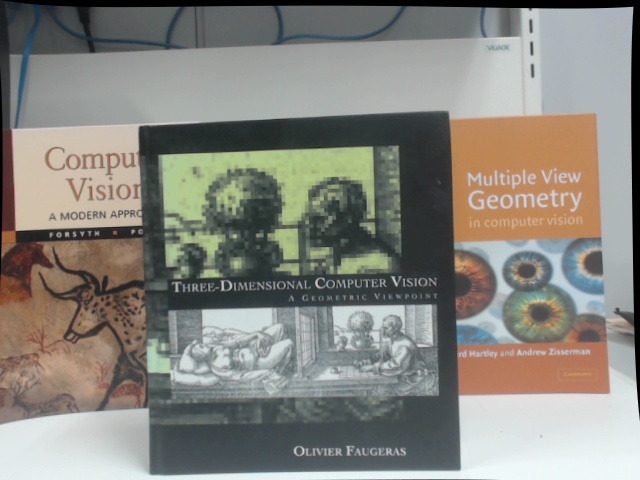 Comput
Vision
A MODERN APPRO
FORSYTH PO
THREE-DIMENSIONAL COMPUTER VISION
A GEOMETRIC VIEWPOINT
OLIVIER FAUGERAS
Multiple View
Geometry
in computer vision
rd Hartley and Andrew Zisserman